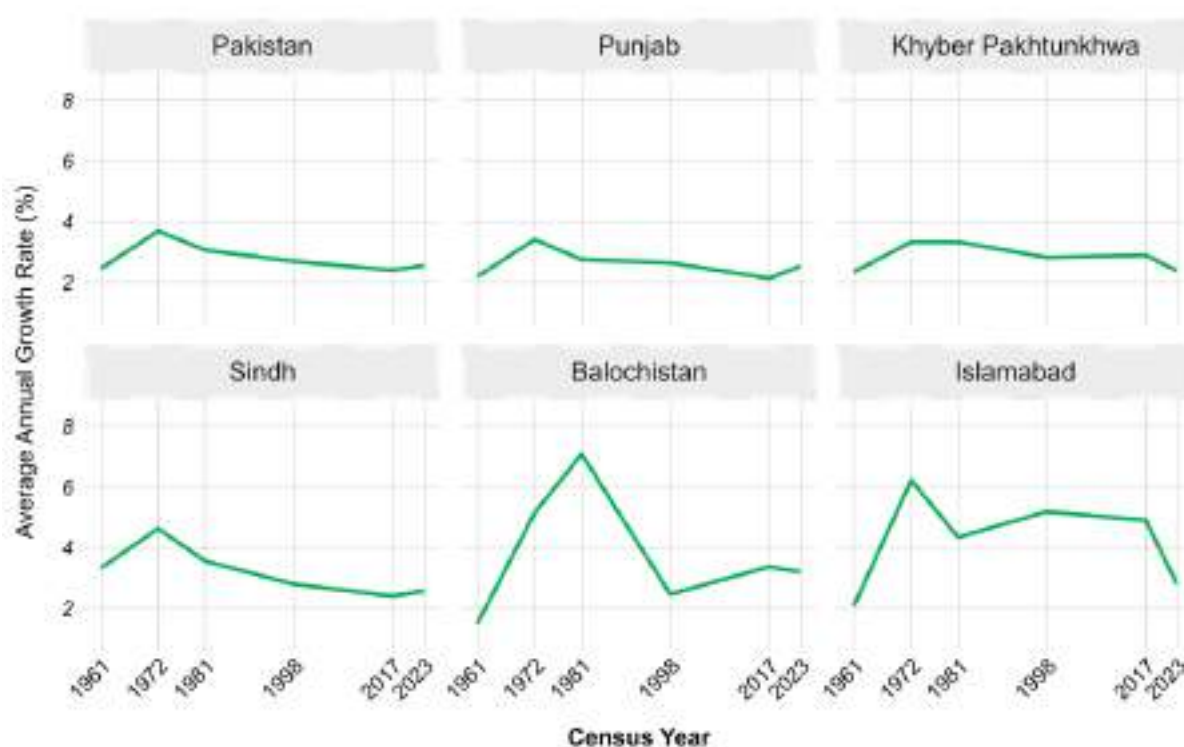 Pakistan
Punjab
Khyber Pakhtunkhwa
8
6
4
2
Average Annual Growth Rate (%)
Sindh
Balochistan
Islamabad
8
6
4
2
1961 1972 1981 1998 2017 2023
1961 1972 1981 1998 2017 2023
1961 1972 1981 1998 2017 2023
Census Year